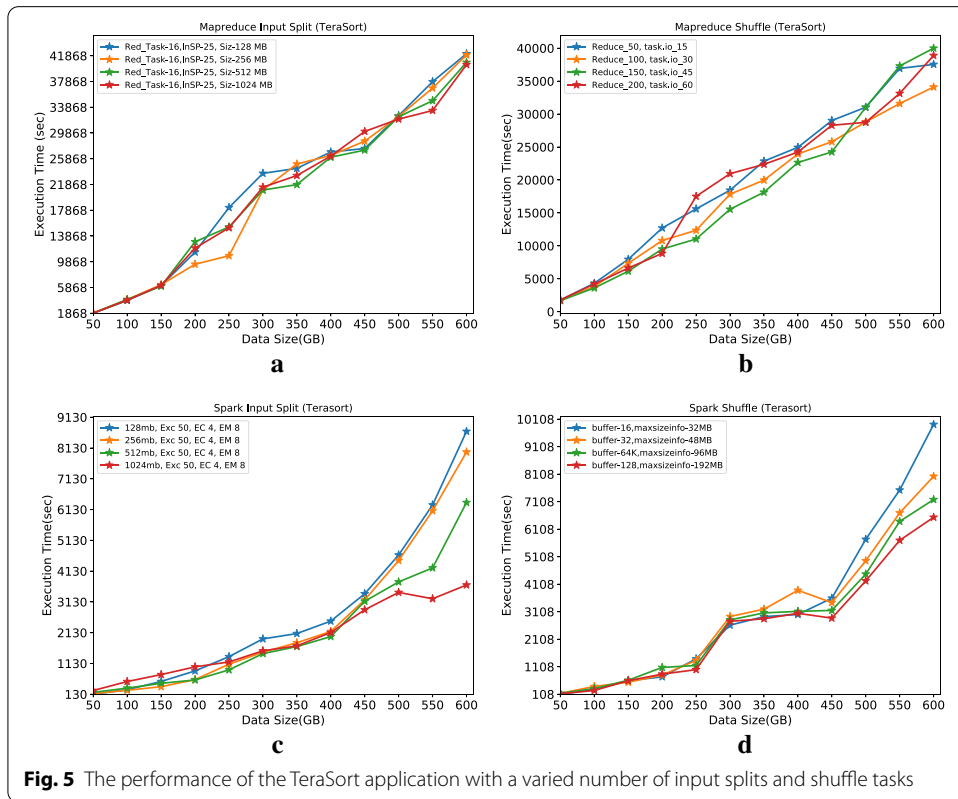 Mapreduce Input Split (TeraSort)
Red_Task-16,InSP-25, Siz-128 MB
Red_Task-16,InSP-25, Siz-256 MB
Red_Task-16,InSP-25, Siz-512 MB
Red_Task-16,InSP-25, Siz-1024 MB
Execution Time (sec)
41868
37868
33868
29868
25868
21868
17868
13868
9868
5868
1868
50 100 150 200 250 300 350 400 450 500 550 600
Data Size(GB)
a
Mapreduce Shuffle (TeraSort)
Reduce_50, task.io_15
Reduce_100, task.io_30
Reduce_150, task.io_45
Reduce_200, task.io_60
Execution Time(sec)
40000
35000
30000
25000
20000
15000
10000
5000
0
50 100 150 200 250 300 350 400 450 500 550 600
Data Size(GB)
b
Spark Input Split (Terasort)
128mb, Exc 50, EC 4, EM 8
256mb, Exc 50, EC 4, EM 8
512mb, Exc 50, EC 4, EM 8
1024mb, Exc 50, EC 4, EM 8
Execution Time(sec)
9130
8130
7130
6130
5130
4130
3130
2130
1130
130
50 100 150 200 250 300 350 400 450 500 550 600
Data Size(GB)
c
Spark Shuffle (Terasort)
buffer-16,maxsizeinfo-32MB
buffer-32,maxsizeinfo-48MB
buffer-64K,maxsizeinfo-96MB
buffer-128,maxsizeinfo-192MB
Execution Time(sec)
10108
9108
8108
7108
6108
5108
4108
3108
2108
1108
108
50 100 150 200 250 300 350 400 450 500 550 600
Data Size(GB)
d
Fig. 5 The performance of the TeraSort application with a varied number of input splits and shuffle tasks